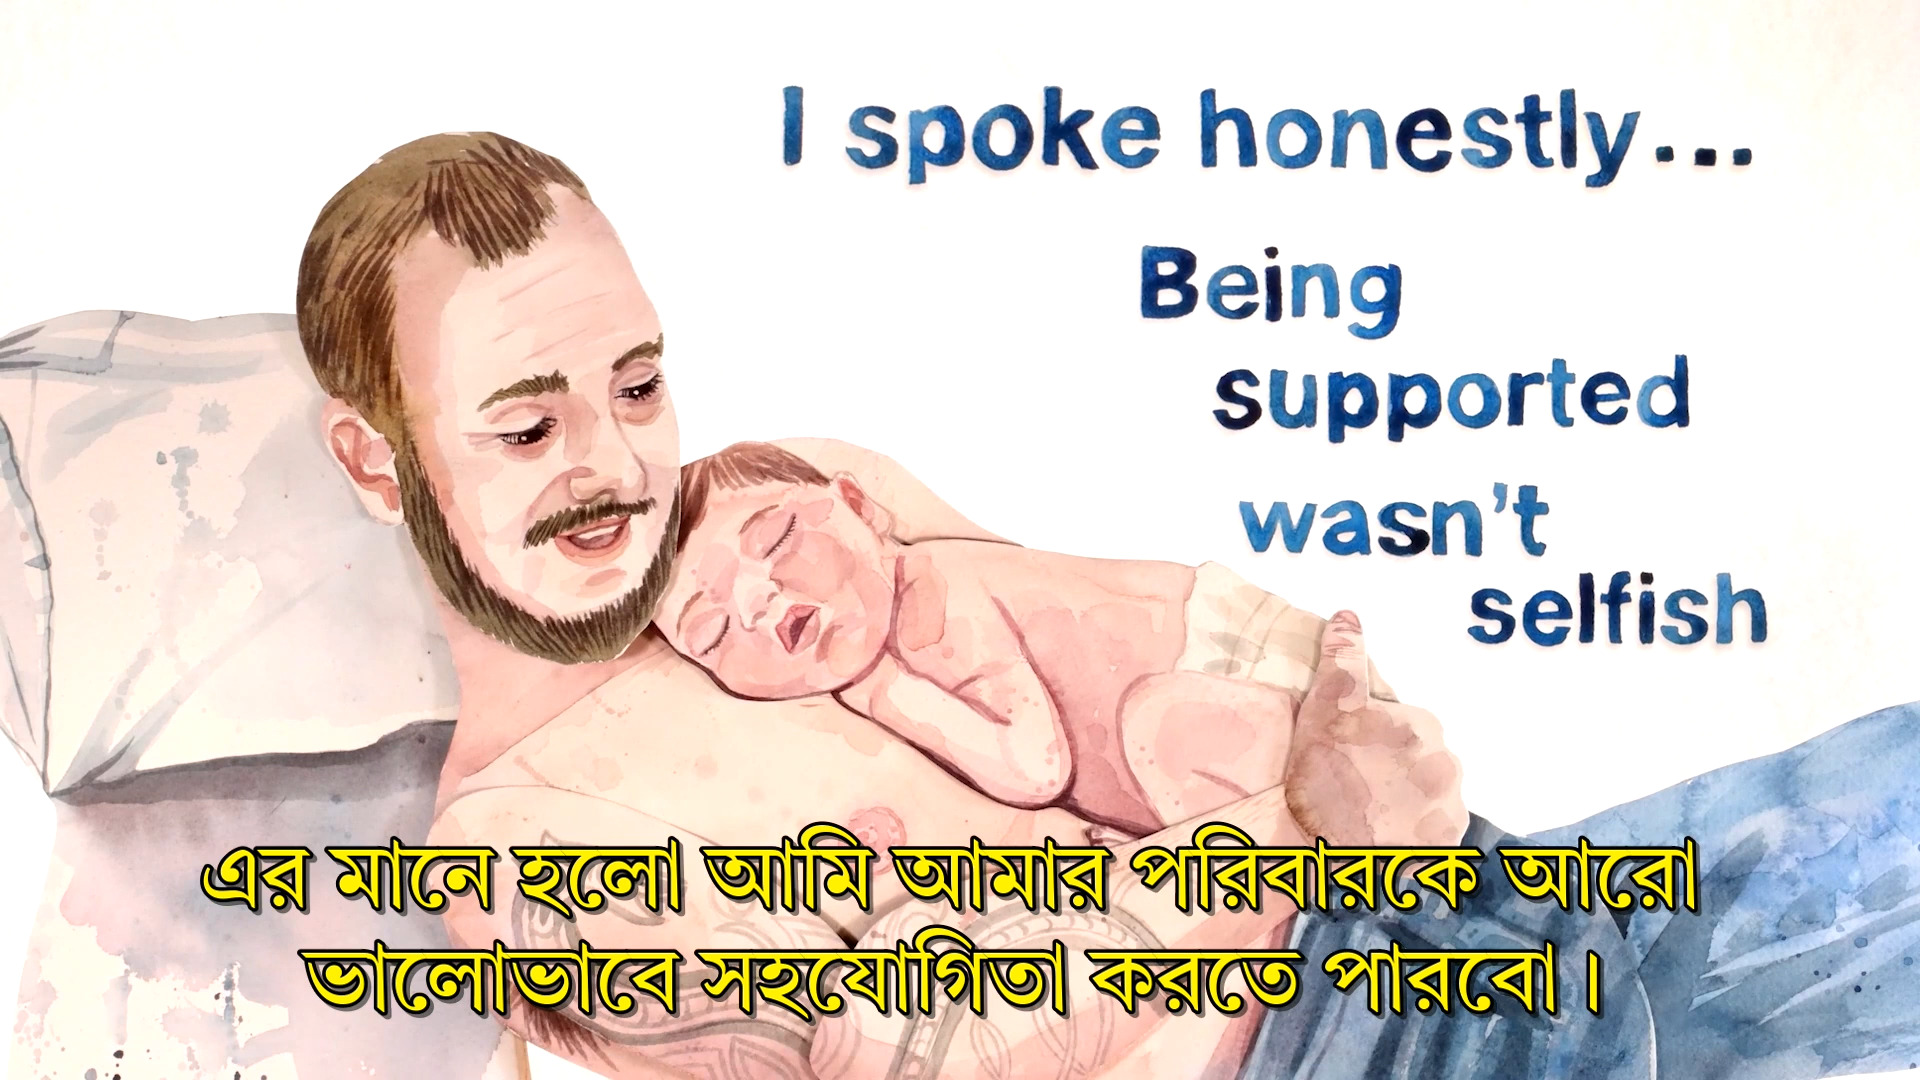 I spoke honestly...
Being
supported
wasn't
selfish
এর মানে হলো আমি আমার পরিবারকে আরো
ভালোভাবে সহযোগিতা করতে পারবো।